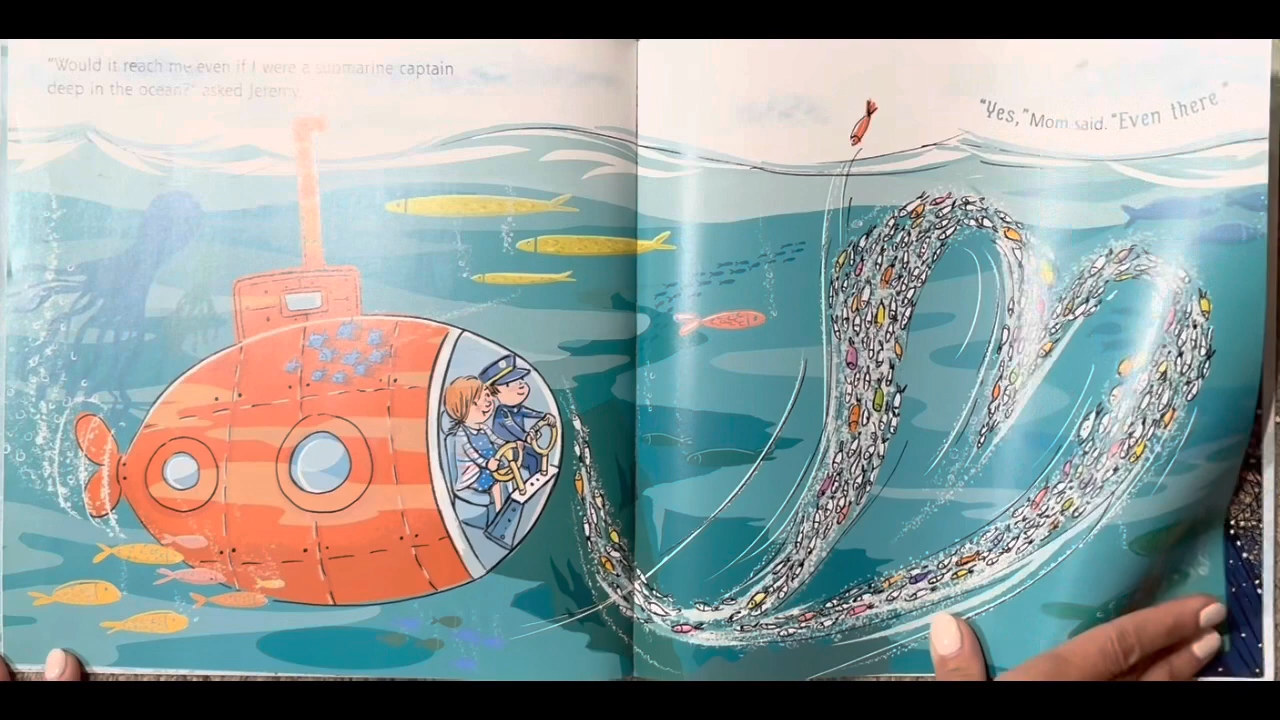 "Would it reach me even if I were a submarine captain
deep in the ocean?" asked Jeremy.
"Yes," Mom said. "Even there."